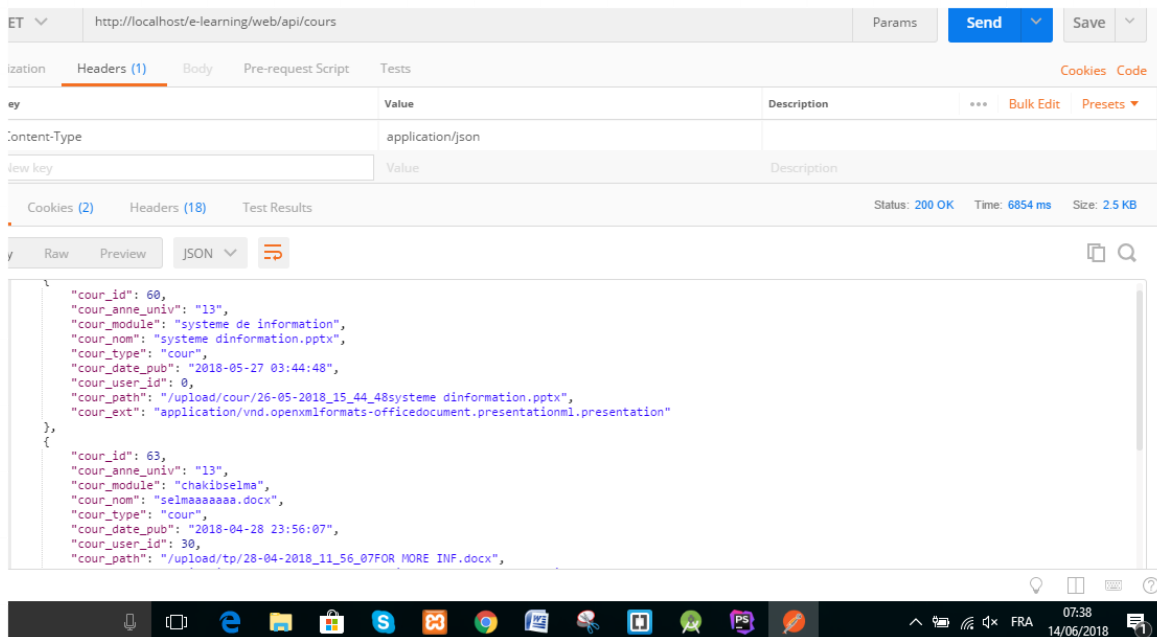 ET http://localhost/e-learning/web/api/cours Params Send Save
ization Headers (1) Body Pre-request Script Tests Cookies Code
ey Value Description ••• Bulk Edit Presets
Content-Type application/json
New key Value Description
Cookies (2) Headers (18) Test Results Status: 200 OK Time: 6854 ms Size: 2.5 KB
y Raw Preview JSON
{
"cour_id": 60,
"cour_anne_univ": "l3",
"cour_module": "systeme de information",
"cour_nom": "systeme dinformation.pptx",
"cour_type": "cour",
"cour_date_pub": "2018-05-27 03:44:48",
"cour_user_id": 0,
"cour_path": "/upload/cour/26-05-2018_15_44_48systeme dinformation.pptx",
"cour_ext": "application/vnd.openxmlformats-officedocument.presentationml.presentation"
},
{
"cour_id": 63,
"cour_anne_univ": "l3",
"cour_module": "chakibselma",
"cour_nom": "selmaaaaaaa.docx",
"cour_type": "cour",
"cour_date_pub": "2018-04-28 23:56:07",
"cour_user_id": 30,
"cour_path": "/upload/tp/28-04-2018_11_56_07FOR MORE INF.docx",
FRA 07:38
14/06/2018